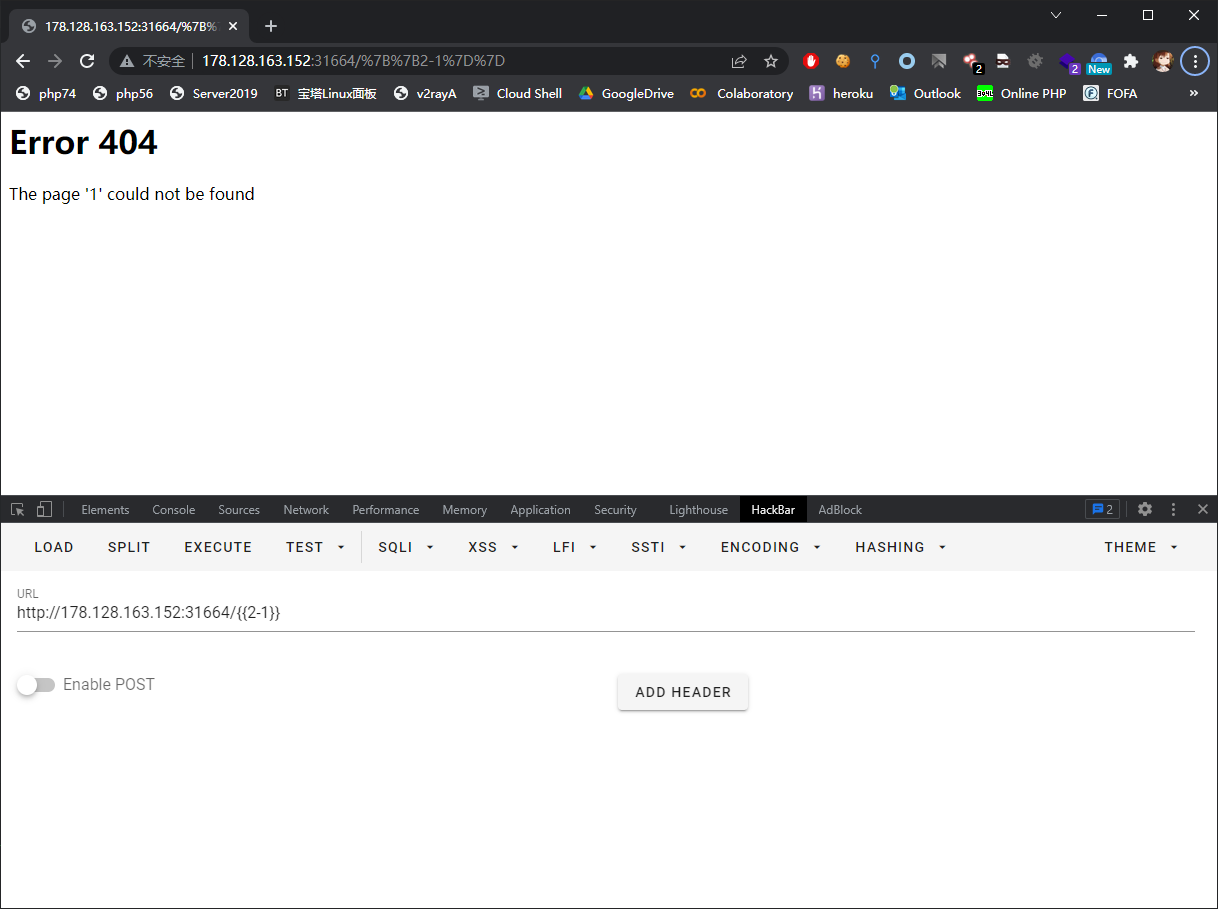 178.128.163.152:31664/%7B%
不安全 178.128.163.152:31664/%7B%7B2-1%7D%7D
2 2 New
php74 php56 Server2019 BT 宝塔Linux面板 v2rayA Cloud Shell GoogleDrive Colaboratory heroku Outlook Online PHP FOFA »
Error 404
The page '1' could not be found
Elements Console Sources Network Performance Memory Application Security Lighthouse HackBar AdBlock 2
LOAD SPLIT EXECUTE TEST SQLI XSS LFI SSTI ENCODING HASHING THEME
URL
http://178.128.163.152:31664/{{2-1}}
Enable POST ADD HEADER